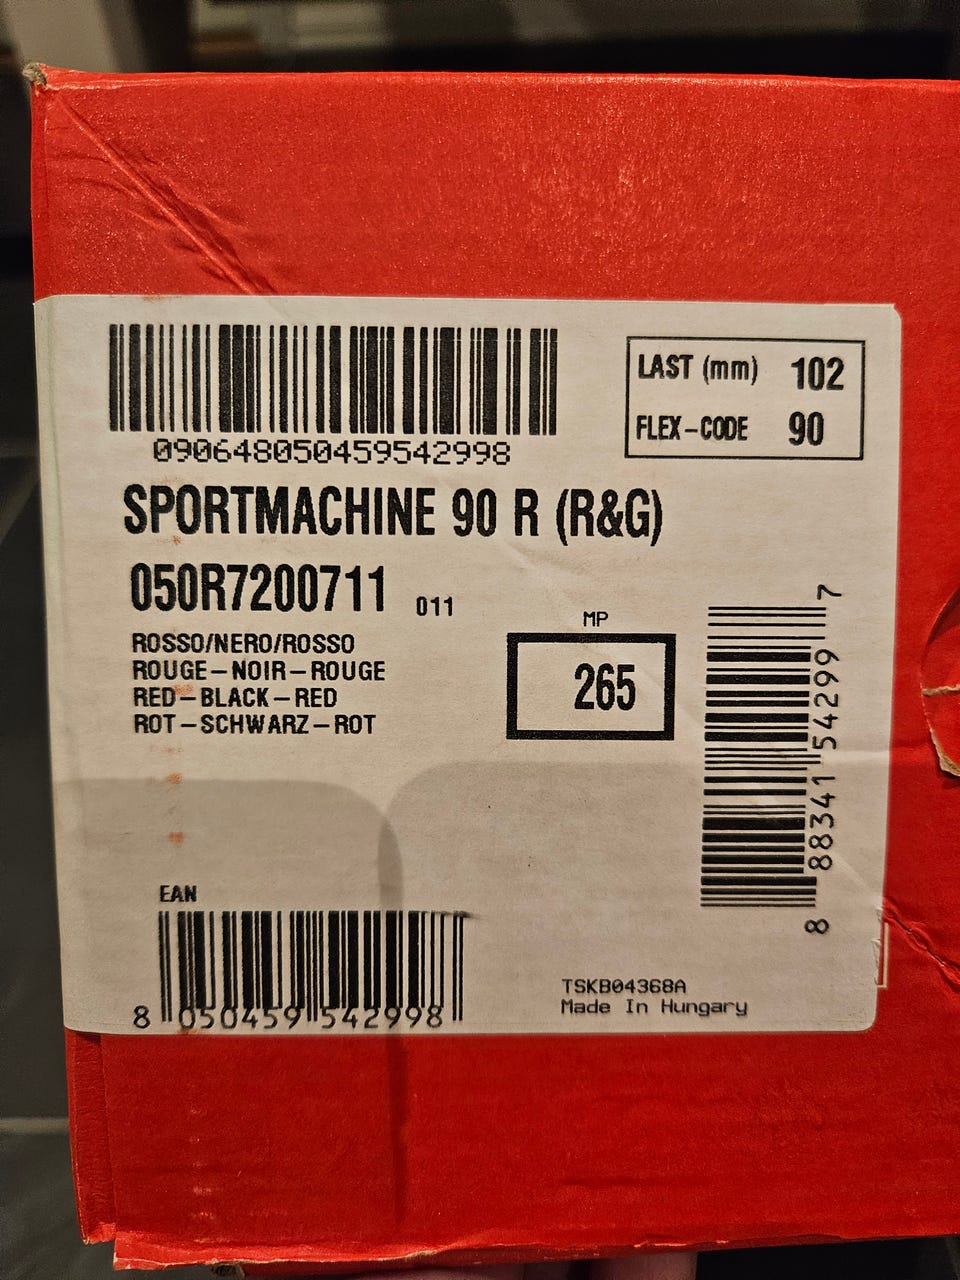 090648050459542998
LAST (mm) 102
FLEX-CODE 90
SPORTMACHINE 90 R (R&G)
050R7200711 011
ROSSO/NERO/ROSSO
ROUGE-NOIR-ROUGE
RED-BLACK-RED
ROT-SCHWARZ-ROT
MP
265
8 88341 54299 7
EAN
8 050459 542998
TSKB04368A
Made In Hungary